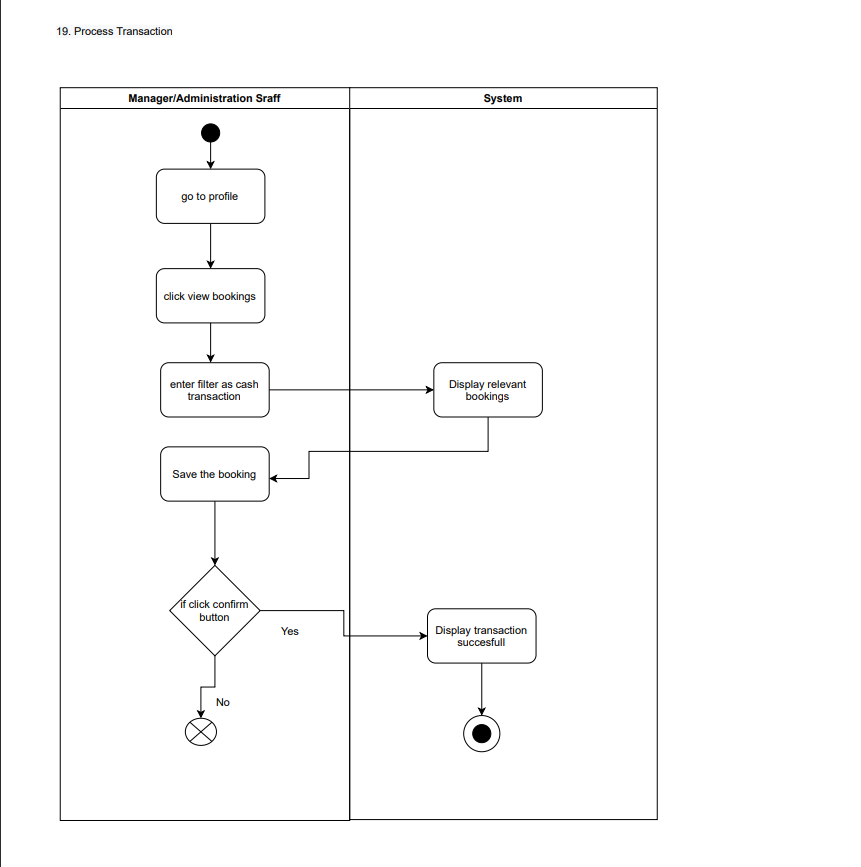 19. Process Transaction
Manager/Administration Sraff
System
go to profile
click view bookings
enter filter as cash
transaction
Display relevant
bookings
Save the booking
if click confirm
button
Yes
Display transaction
succesfull
No